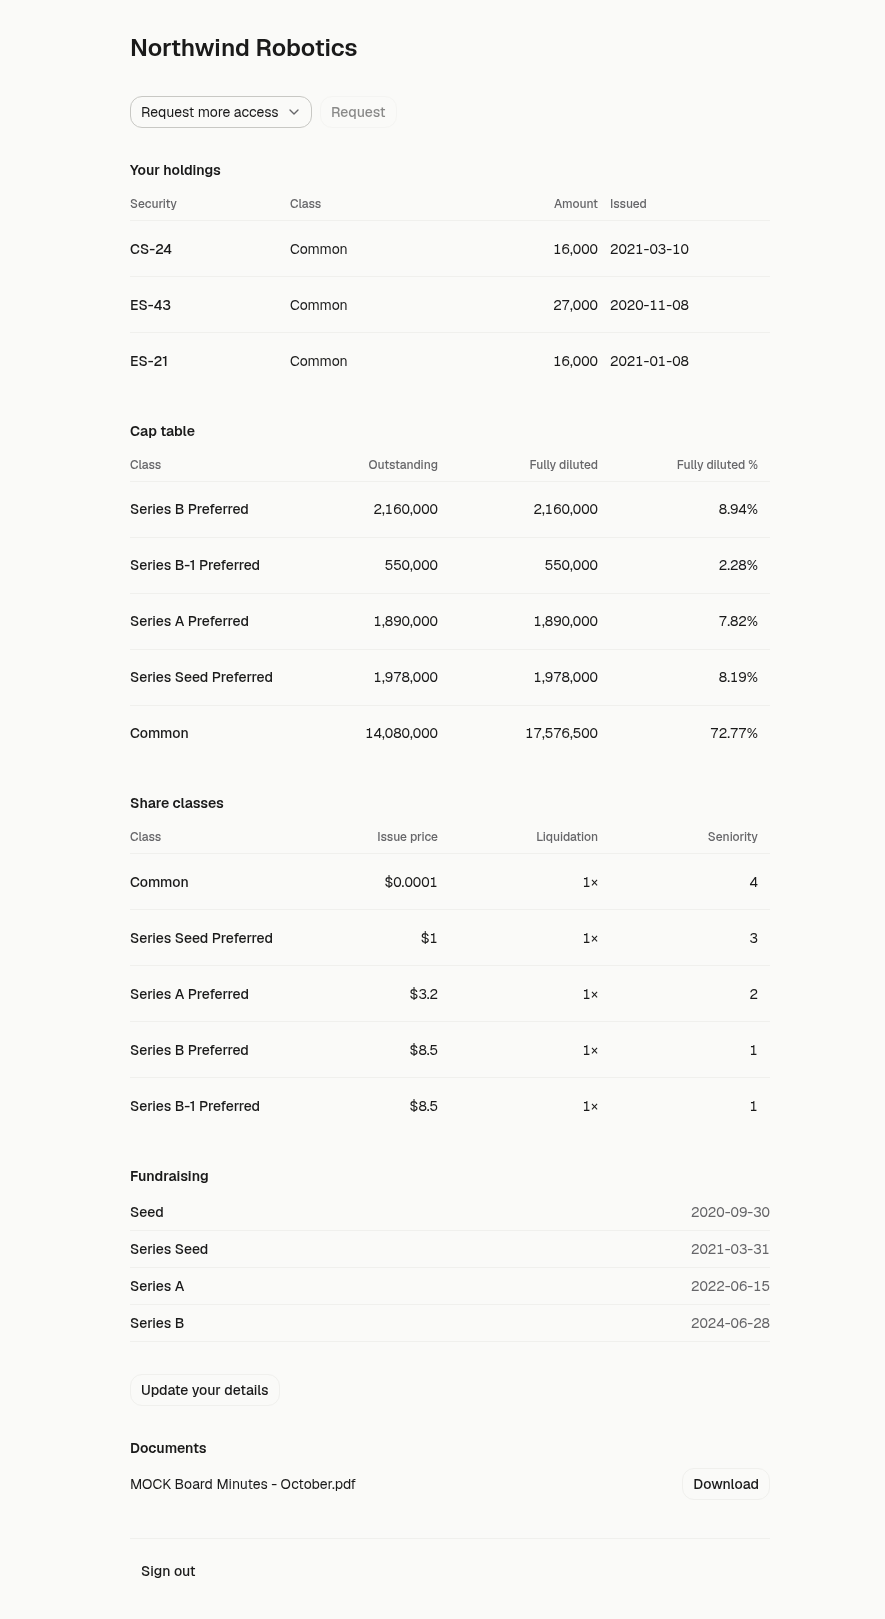 Northwind Robotics
Request more access Request
Your holdings
Security Class Amount Issued
CS-24 Common 16,000 2021-03-10
ES-43 Common 27,000 2020-11-08
ES-21 Common 16,000 2021-01-08
Cap table
Class Outstanding Fully diluted Fully diluted %
Series B Preferred 2,160,000 2,160,000 8.94%
Series B-1 Preferred 550,000 550,000 2.28%
Series A Preferred 1,890,000 1,890,000 7.82%
Series Seed Preferred 1,978,000 1,978,000 8.19%
Common 14,080,000 17,576,500 72.77%
Share classes
Class Issue price Liquidation Seniority
Common $0.0001 1× 4
Series Seed Preferred $1 1× 3
Series A Preferred $3.2 1× 2
Series B Preferred $8.5 1× 1
Series B-1 Preferred $8.5 1× 1
Fundraising
Seed 2020-09-30
Series Seed 2021-03-31
Series A 2022-06-15
Series B 2024-06-28
Update your details
Documents
MOCK Board Minutes - October.pdf Download
Sign out